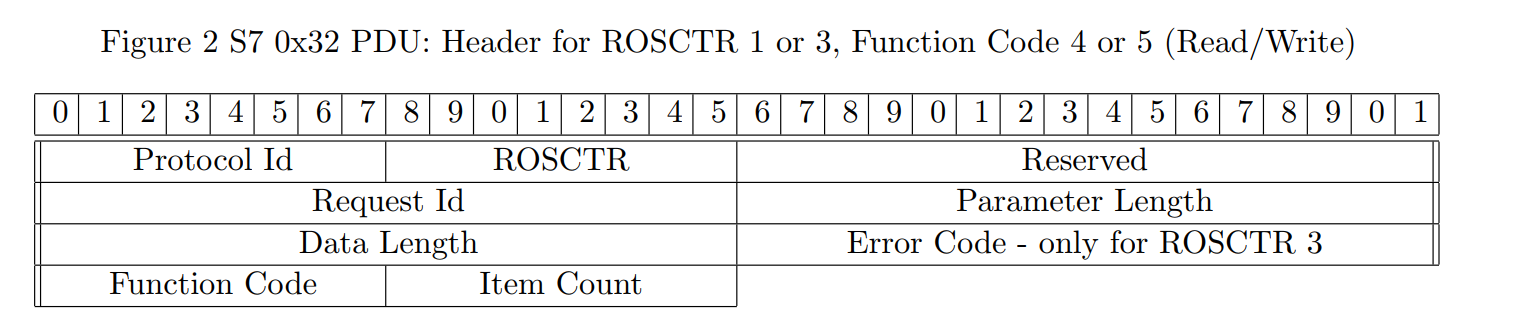 Figure 2 S7 0x32 PDU: Header for ROSCTR 1 or 3, Function Code 4 or 5 (Read/Write)
0 1 2 3 4 5 6 7 8 9 0 1 2 3 4 5 6 7 8 9 0 1 2 3 4 5 6 7 8 9 0 1
Protocol Id ROSCTR Reserved
Request Id Parameter Length
Data Length Error Code - only for ROSCTR 3
Function Code Item Count